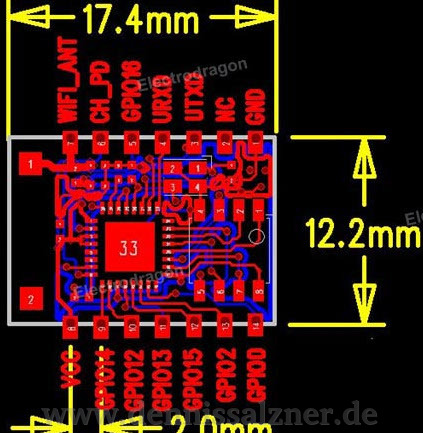 17.4mm
WIFI_ANT
CH_PD
GPIO16
URXD
UTXD
NC
GND
Electrodragon
7 6 5 4 3 2 1
1
2 1
3 4
4 3 2 1
33
12.2mm
Electrodragon
2
5 6 7 8
8 9 10 11 12 13 14
VCC
GPIO14
GPIO12
GPIO13
GPIO15
GPIO2
GPIO0
www.dennissalzner.de
2.0mm